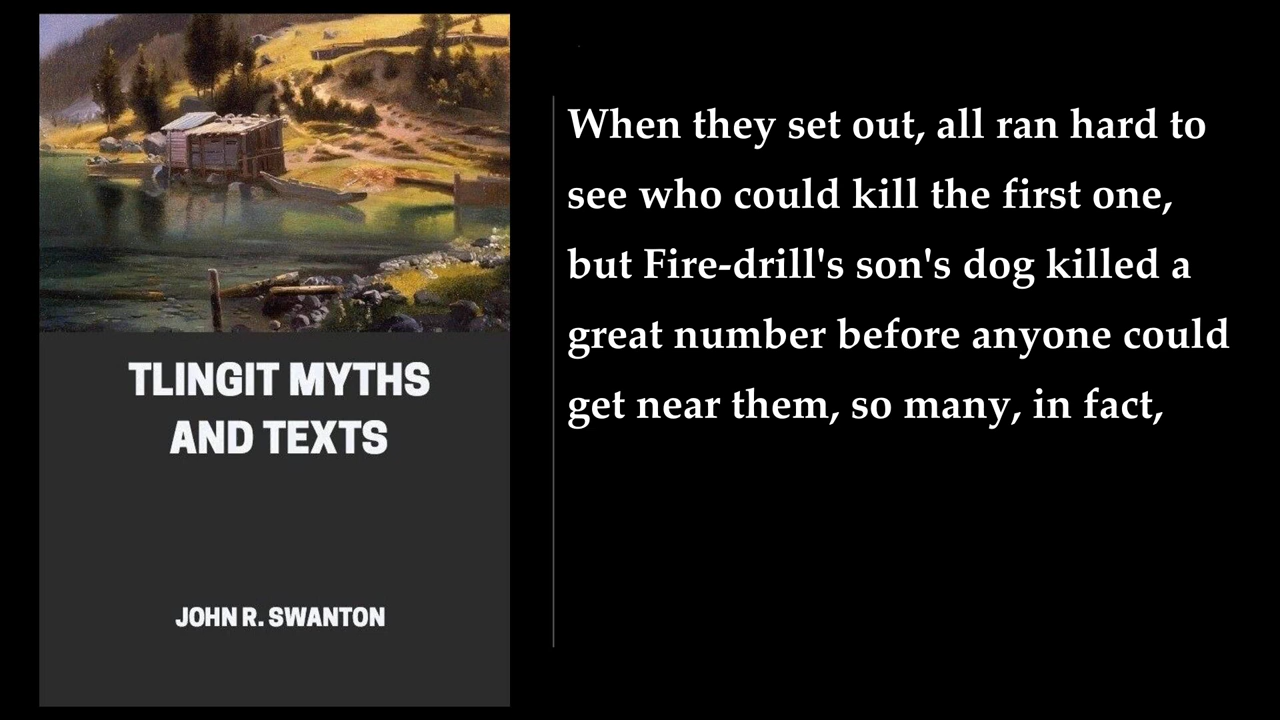 TLINGIT MYTHS
AND TEXTS
JOHN R. SWANTON
When they set out, all ran hard to
see who could kill the first one,
but Fire-drill's son's dog killed a
great number before anyone could
get near them, so many, in fact,